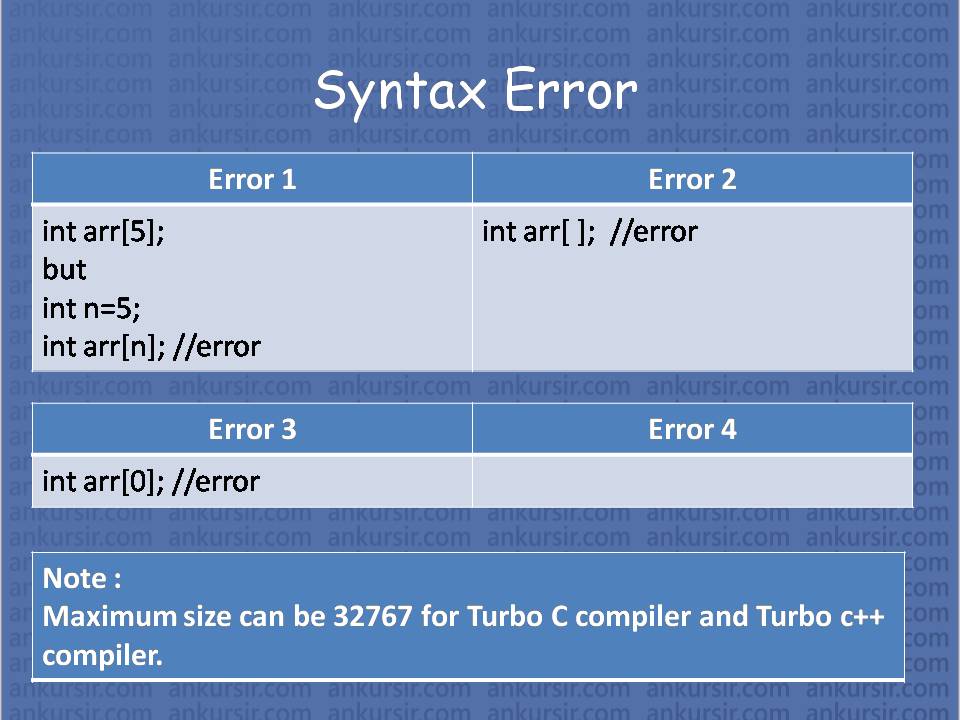 Syntax Error
Error 1
Error 2
int arr[5];
but
int n=5;
int arr[n]; //error
int arr[ ];  //error
Error 3
Error 4
int arr[0]; //error
Note :
Maximum size can be 32767 for Turbo C compiler and Turbo c++
compiler.
ankursir.com